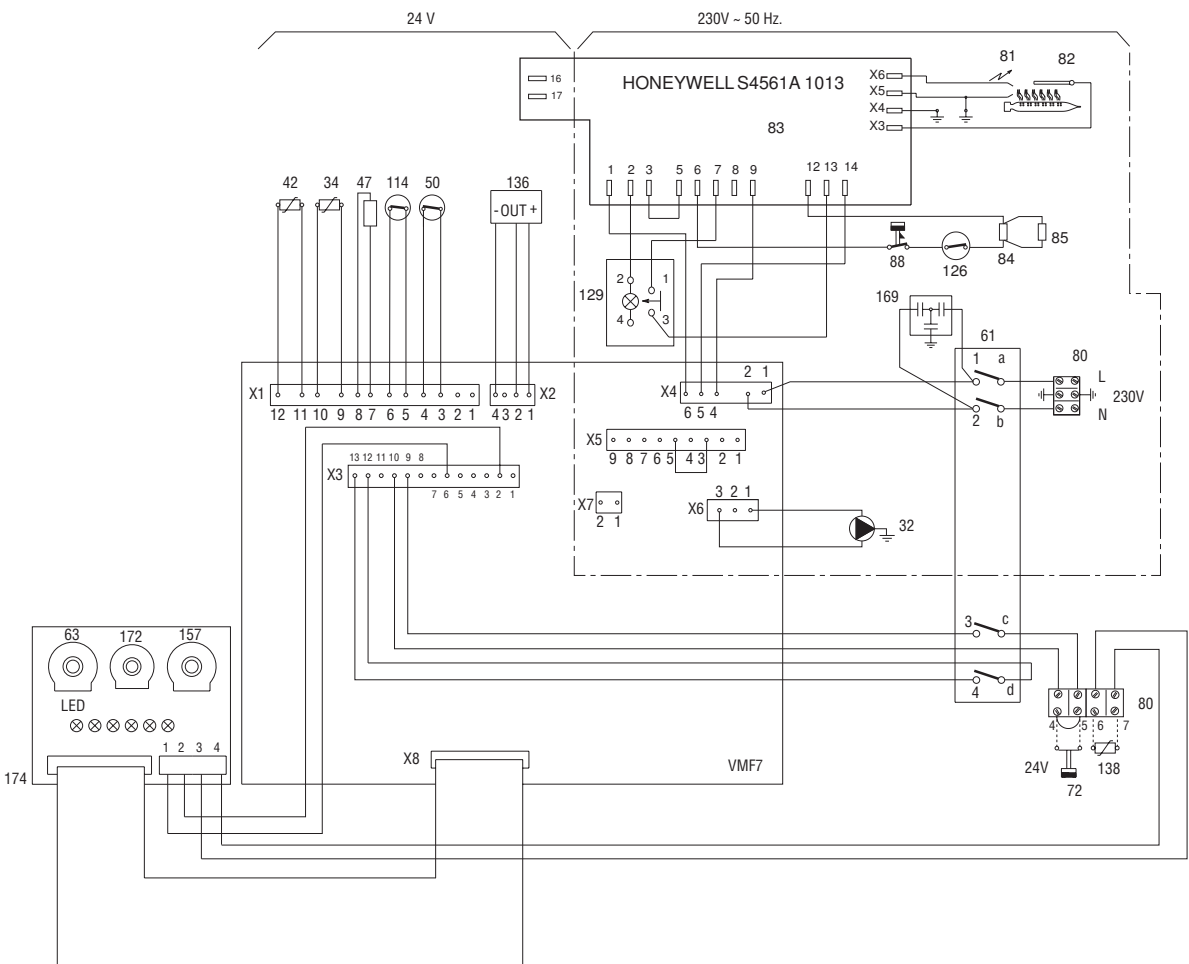 24 V 230V ~ 50 Hz.
81 82
16
17
HONEYWELL S4561A 1013
83
X6
X5
X4
X3
1 2 3 5 6 7 8 9 12 13 14
42 34 47 114 50 136
- OUT +
88 126 84 85
129
2 1
4 3
169
61
1 a
2 b
80
L
230V
N
X1
12 11 10 9 8 7 6 5 4 3 2 1
X2
4 3 2 1
X4
2 1
6 5 4
X5
9 8 7 6 5 4 3 2 1
X3
13 12 11 10 9 8
7 6 5 4 3 2 1
X7
2 1
X6
3 2 1
32
63 172 157
LED
1 2 3 4
174
X8
VMF7
3 c
4 d
80
4 5 6 7
24V
72
138